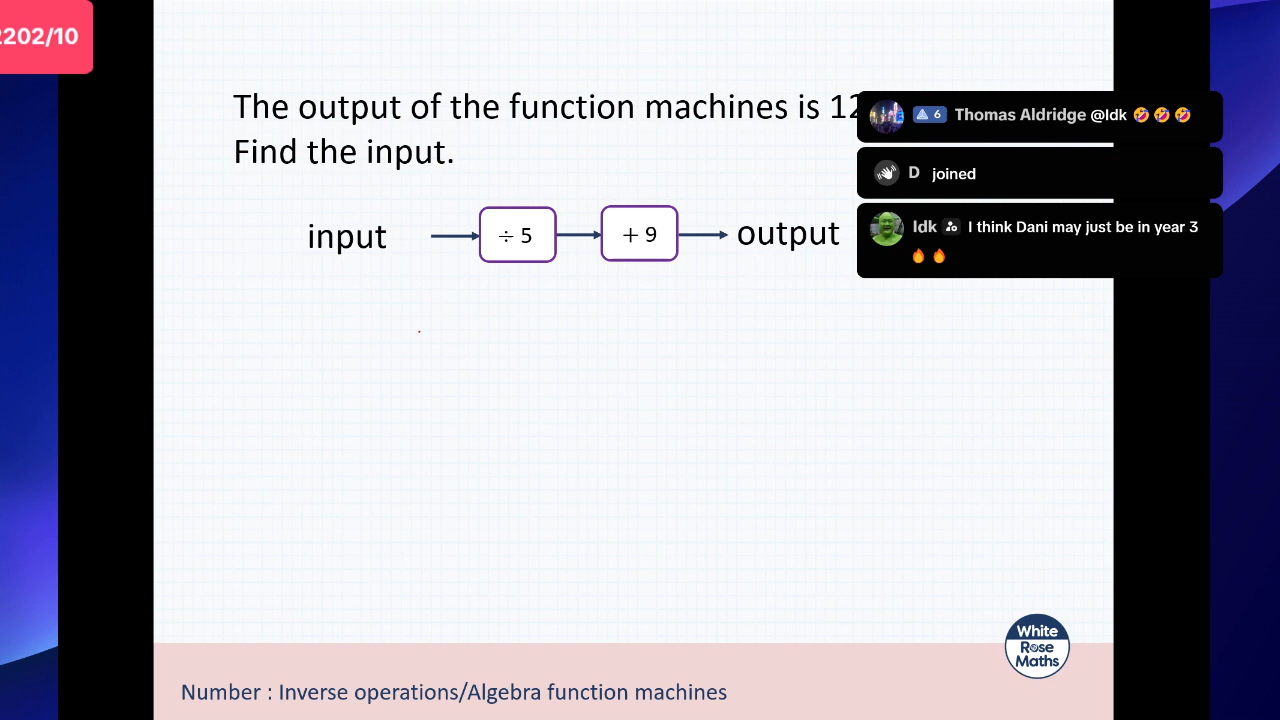 2202/10
The output of the function machines is 12
Find the input.
input ÷ 5 + 9 output
6 Thomas Aldridge @Idk 🤣🤣🤣
D joined
Idk I think Dani may just be in year 3
🔥🔥
White
Rose
Maths
Number : Inverse operations/Algebra function machines